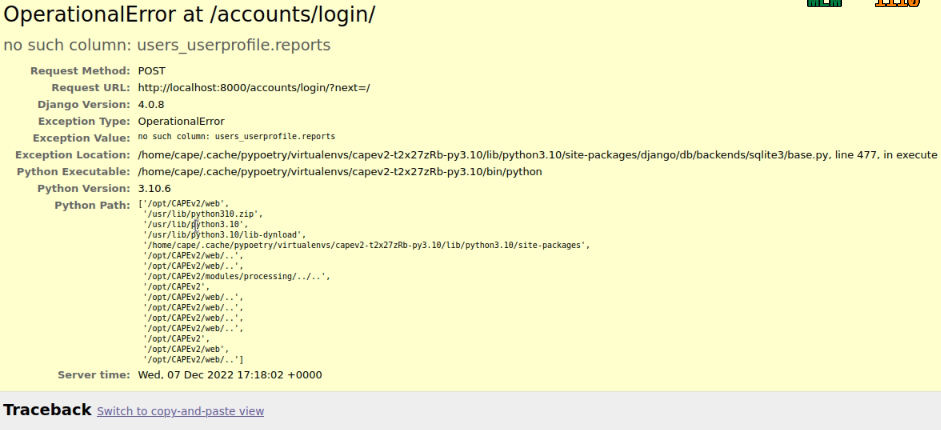 OperationalError at /accounts/login/
no such column: users_userprofile.reports
Request Method: POST
Request URL: http://localhost:8000/accounts/login/?next=/
Django Version: 4.0.8
Exception Type: OperationalError
Exception Value: no such column: users_userprofile.reports
Exception Location: /home/cape/.cache/pypoetry/virtualenvs/capev2-t2x27zRb-py3.10/lib/python3.10/site-packages/django/db/backends/sqlite3/base.py, line 477, in execute
Python Executable: /home/cape/.cache/pypoetry/virtualenvs/capev2-t2x27zRb-py3.10/bin/python
Python Version: 3.10.6
Python Path: ['/opt/CAPEv2/web',
'/usr/lib/python310.zip',
'/usr/lib/python3.10',
'/usr/lib/python3.10/lib-dynload',
'/home/cape/.cache/pypoetry/virtualenvs/capev2-t2x27zRb-py3.10/lib/python3.10/site-packages',
'/opt/CAPEv2/web/..',
'/opt/CAPEv2/web/..',
'/opt/CAPEv2/modules/processing/../..',
'/opt/CAPEv2',
'/opt/CAPEv2/web/..',
'/opt/CAPEv2/web/..',
'/opt/CAPEv2/web/..',
'/opt/CAPEv2/web/..',
'/opt/CAPEv2',
'/opt/CAPEv2/web',
'/opt/CAPEv2/web/..']
Server time: Wed, 07 Dec 2022 17:18:02 +0000
Traceback Switch to copy-and-paste view